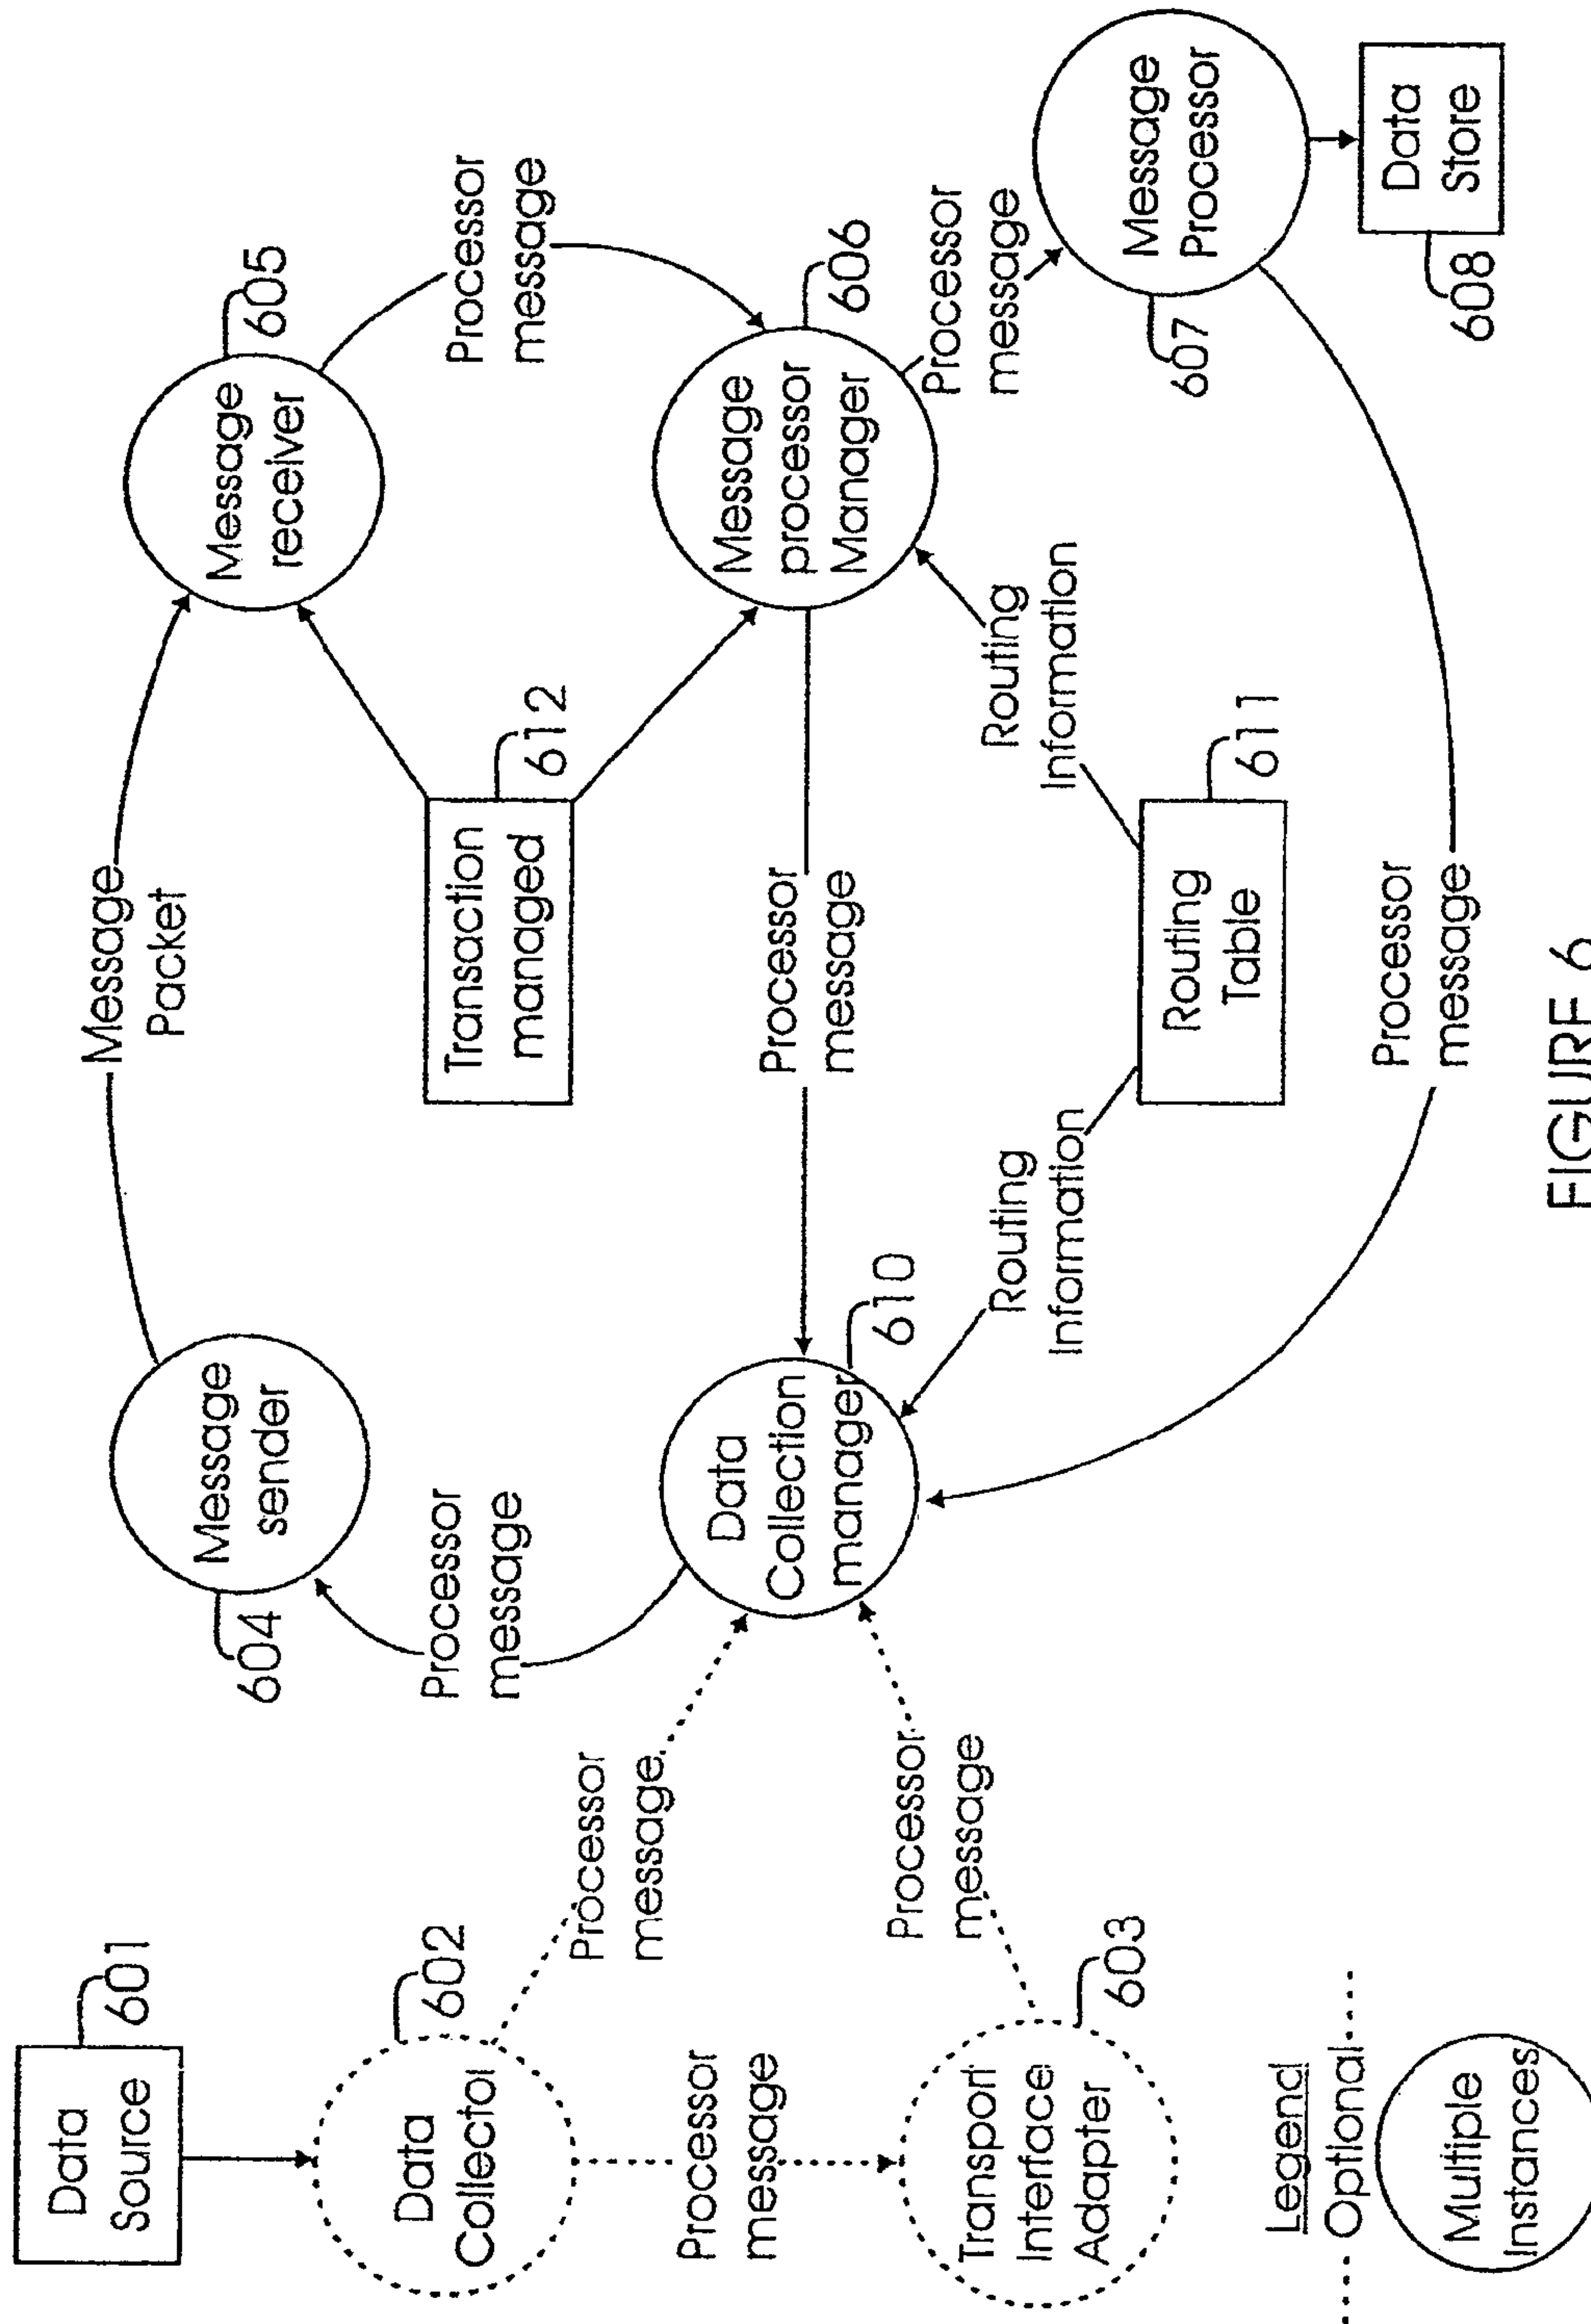 Data
Source
601
Data
Collector
602
Processor
message
Transport
Interface
Adapter
603
Processor
message
Processor
message
Legend
Optional
Multiple
Instances
Message
sender
604
Processor
message
Data
Collection
manager
610
Message
Packet
Transaction
managed
612
Processor
message
Routing
Information
Routing
Table
611
Routing
Information
Processor
message
Message
receiver
605
Processor
message
Message
processor
Manager
606
Processor
message
Message
Processor
607
Data
Store
608
FIGURE 6